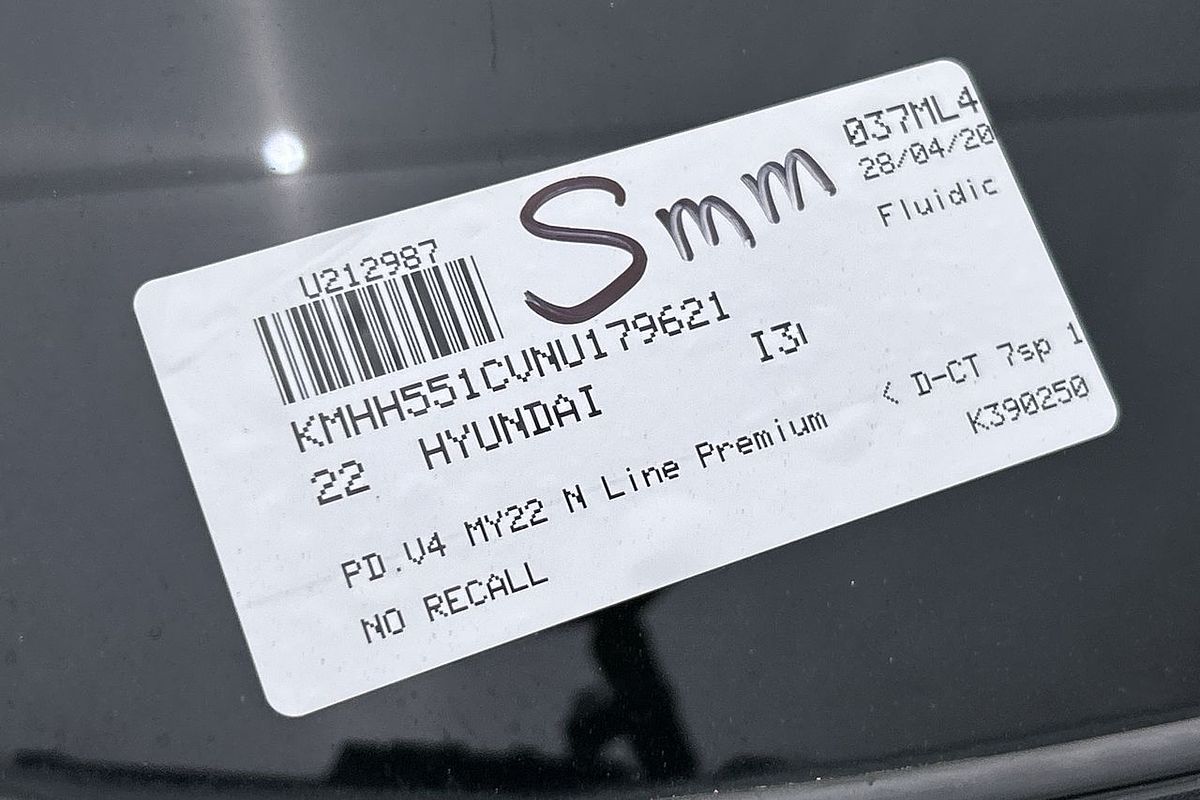 037ML4
28/04/20
Smm
Fluidic
U212987
KMHH551CVNU179621
22 HYUNDAI I3
PD.V4 MY22 N Line Premium < D-CT 7sp 1
K390250
NO RECALL